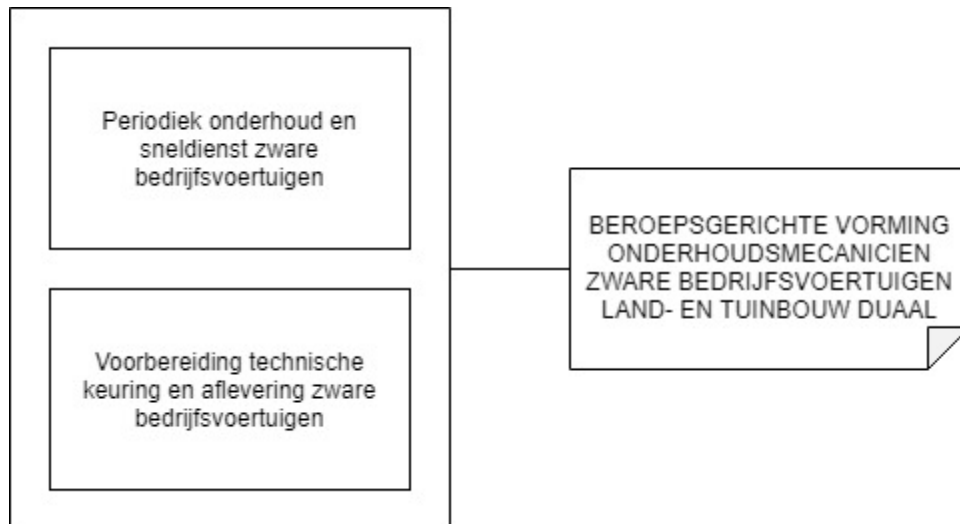 Periodiek onderhoud en
sneldienst zware
bedrijfsvoertuigen
Voorbereiding technische
keuring en aflevering zware
bedrijfsvoertuigen
BEROEPSGERICHTE VORMING
ONDERHOUDSMECANICIEN
ZWARE BEDRIJFSVOERTUIGEN
LAND- EN TUINBOUW DUAAL